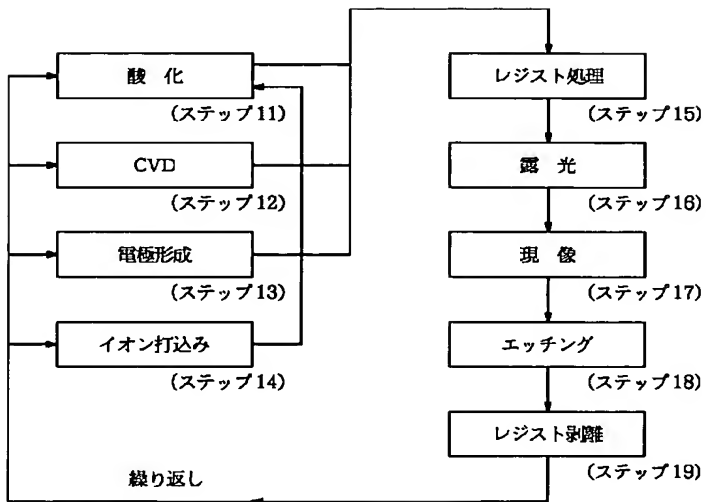 酸化
(ステップ11)
CVD
(ステップ12)
電極形成
(ステップ13)
イオン打込み
(ステップ14)
レジスト処理
(ステップ15)
露光
(ステップ16)
現像
(ステップ17)
エッチング
(ステップ18)
レジスト剥離
(ステップ19)
繰り返し